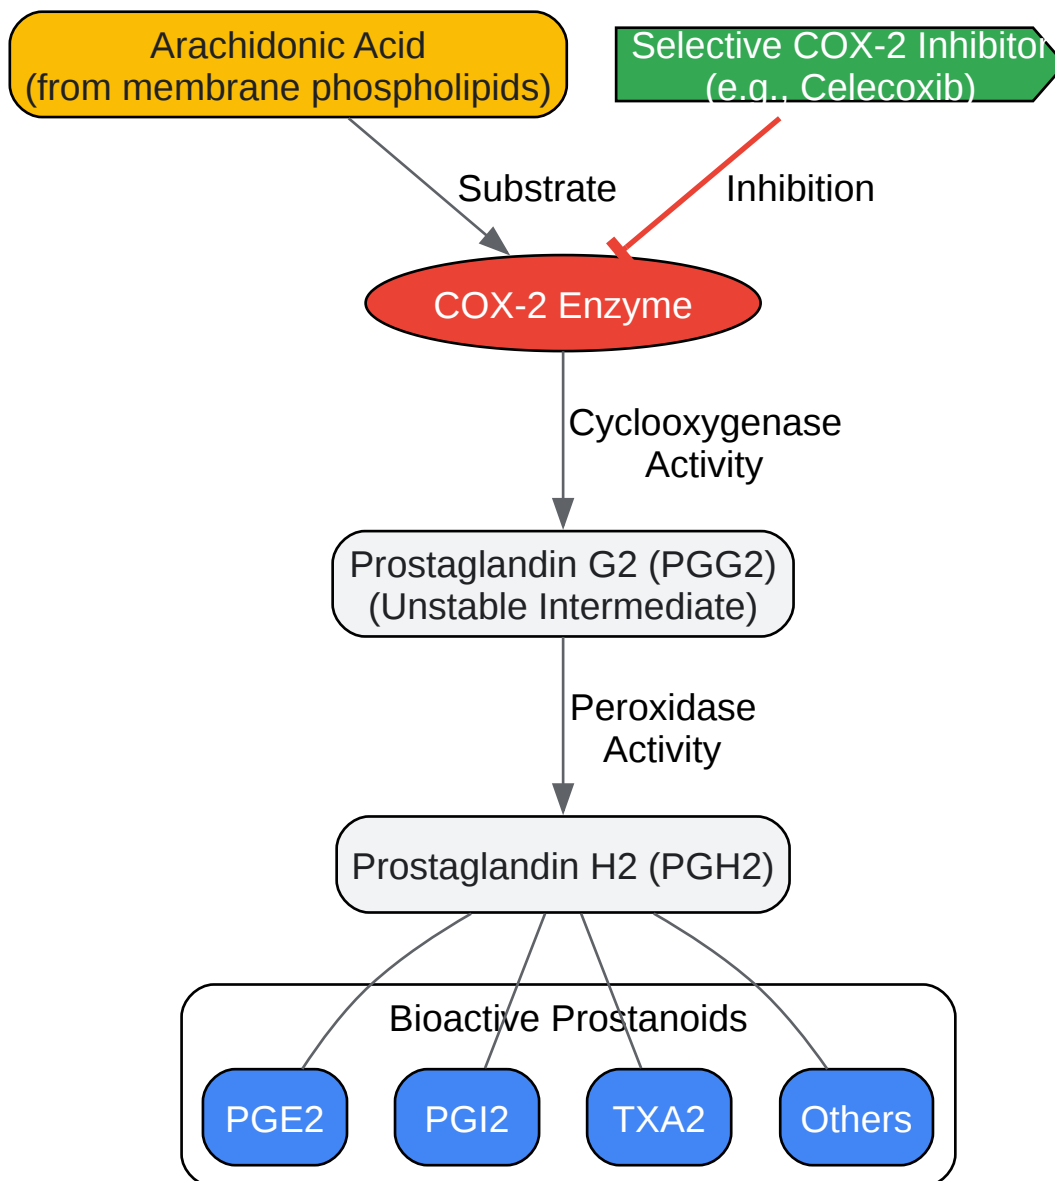 Arachidonic Acid
(from membrane phospholipids)
Selective COX-2 Inhibitor
(e.g., Celecoxib)
Substrate
Inhibition
COX-2 Enzyme
Cyclooxygenase
Activity
Prostaglandin G2 (PGG2)
(Unstable Intermediate)
Peroxidase
Activity
Prostaglandin H2 (PGH2)
Bioactive Prostanoids
PGE2
PGI2
TXA2
Others